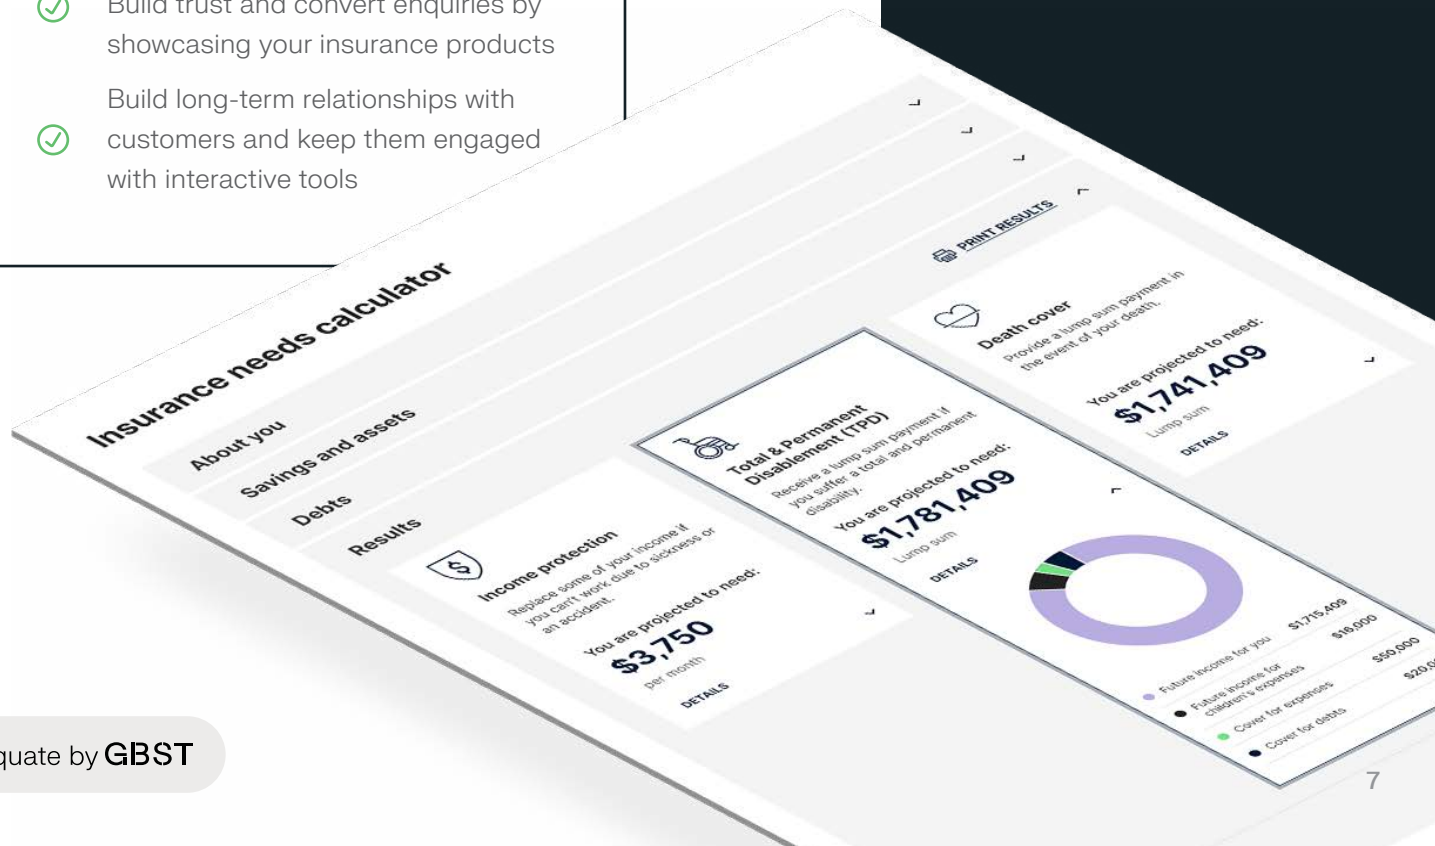 Build trust and convert enquiries by
showcasing your insurance products
Build long-term relationships with
customers and keep them engaged
with interactive tools
Insurance needs calculator
About you
Savings and assets
Debts
Results
PRINT RESULTS
Income protection
Replace some of your income if
you can't work due to sickness or
an accident.
You are projected to need:
$3,750
per month
DETAILS
Total & Permanent
Disablement (TPD)
Receive a lump sum payment if
you suffer a total and permanent
disability.
You are projected to need:
$1,781,409
Lump sum
DETAILS
Future income for you $1,715,409
Future income for
children's expenses $16,000
Cover for expenses $50,000
Cover for debts
Death cover
Provide a lump sum payment in
the event of your death.
You are projected to need:
$1,741,409
Lump sum
DETAILS
by GBST
7